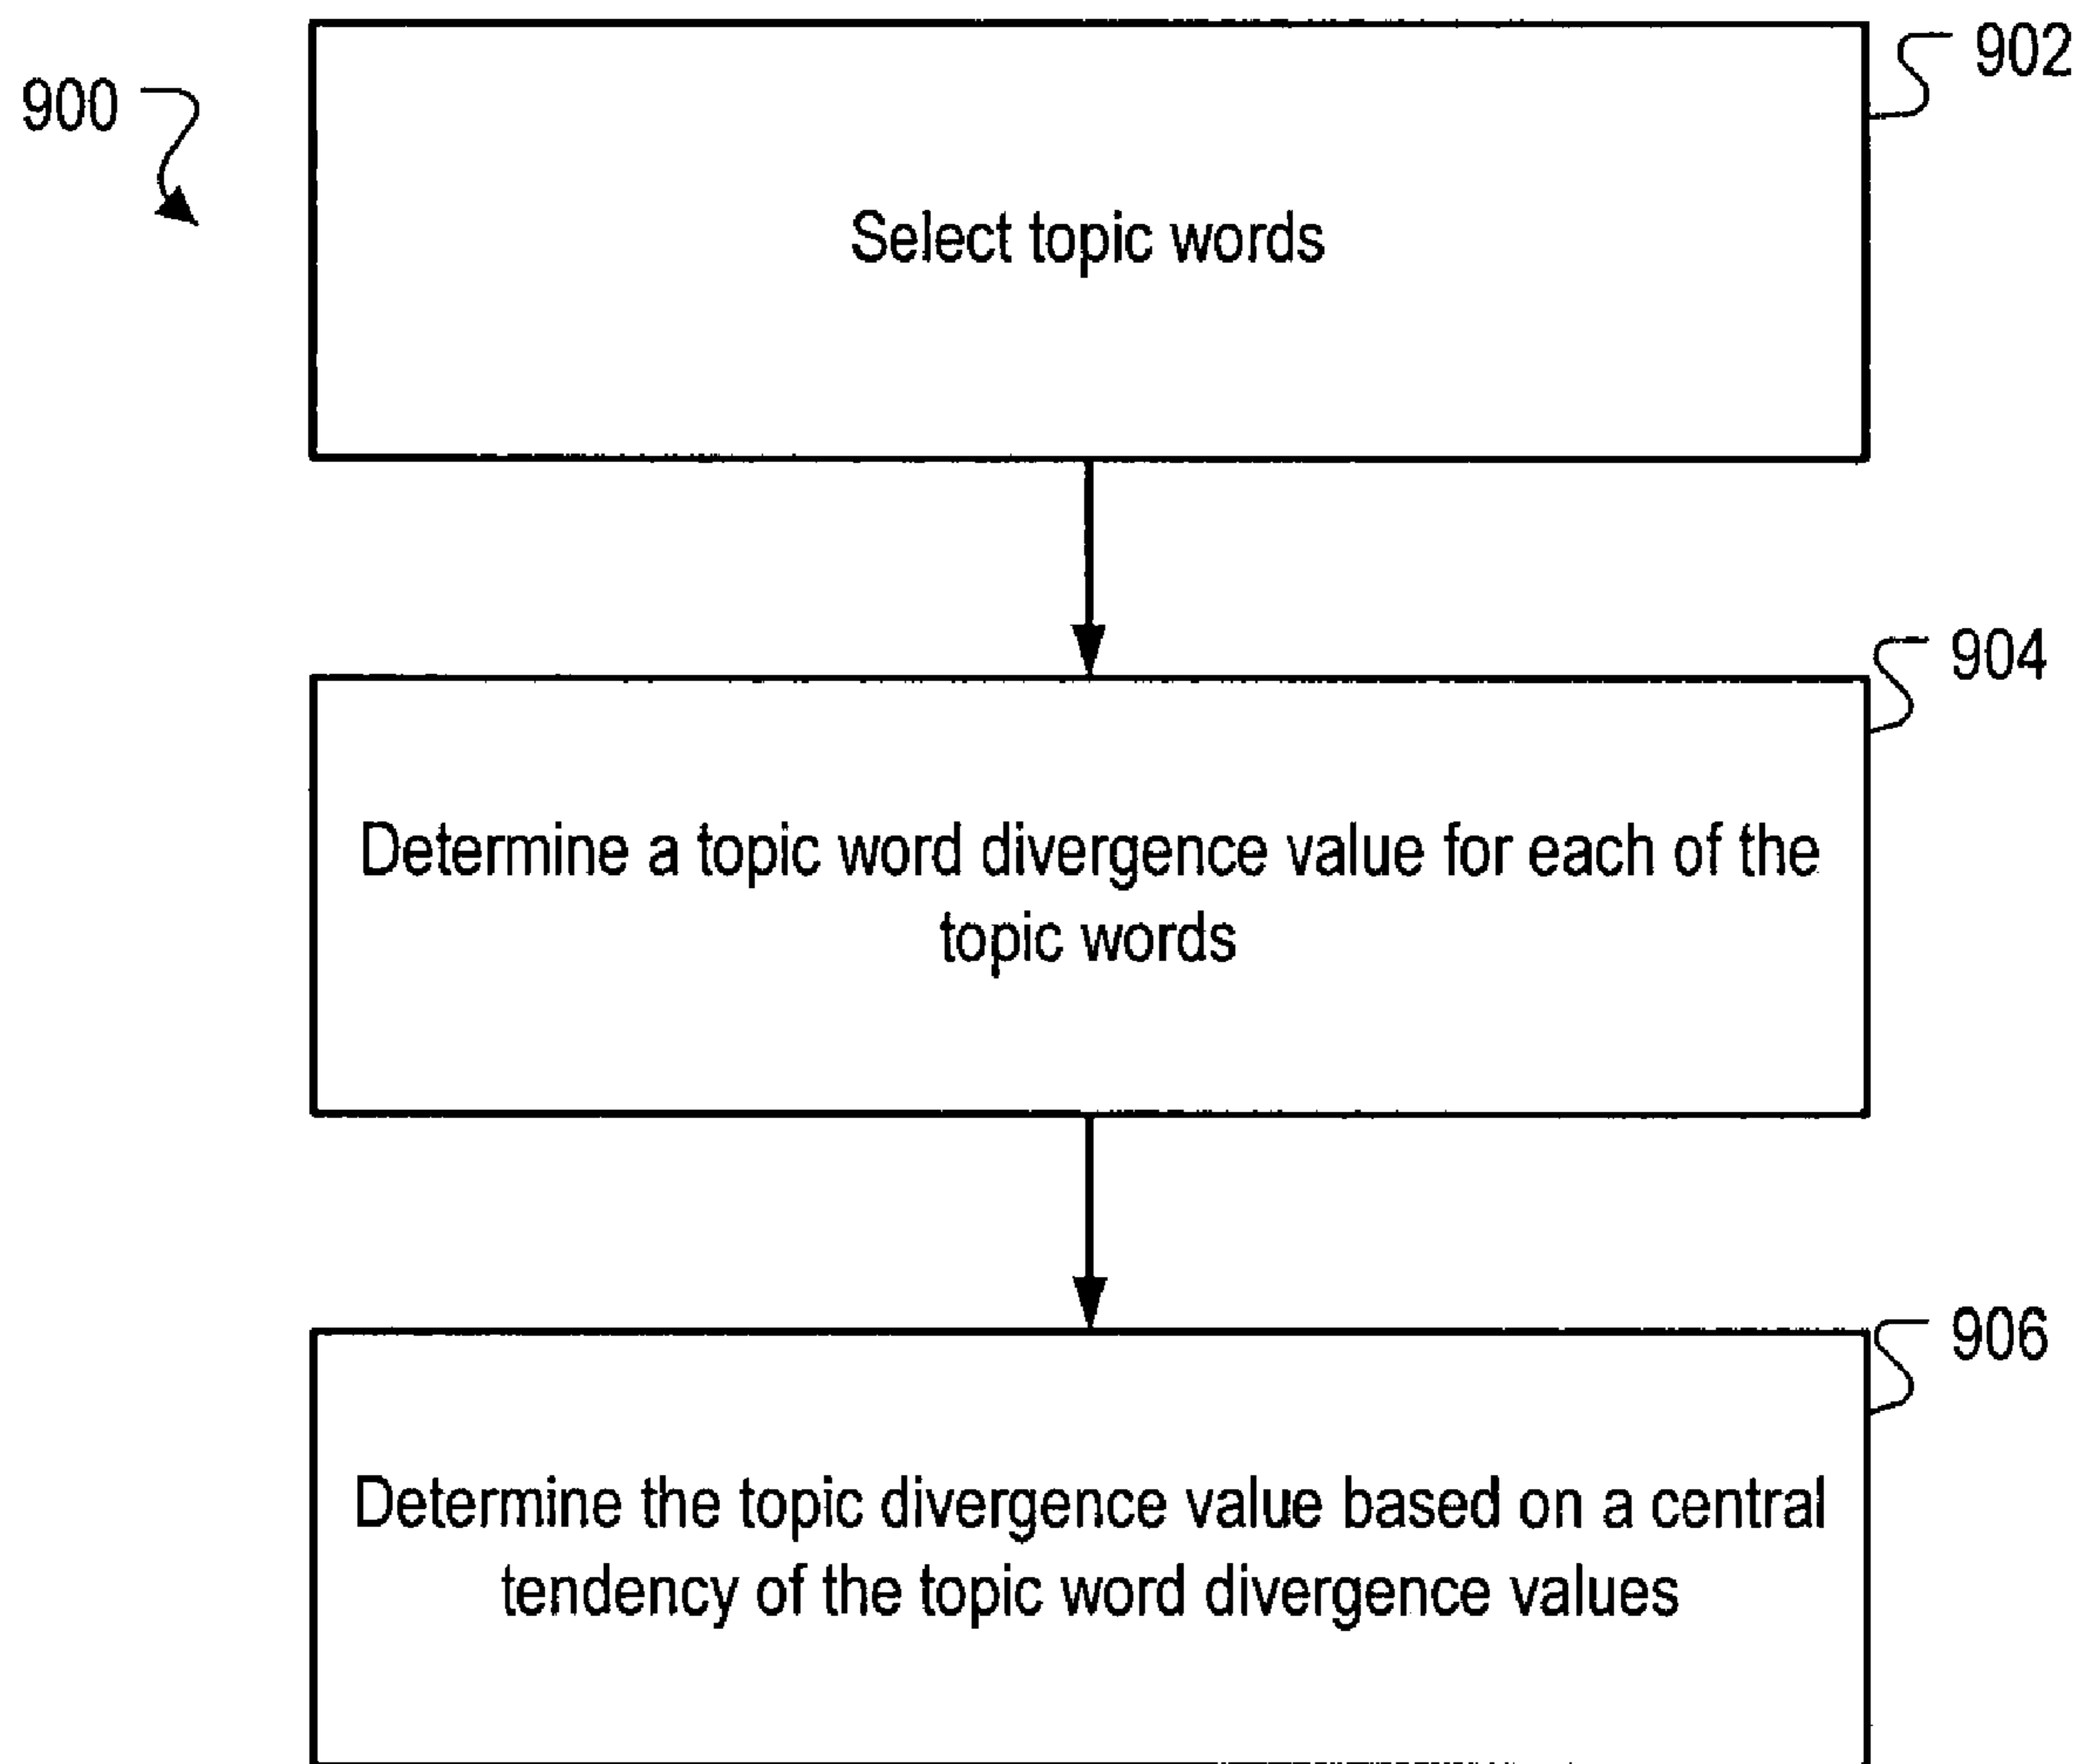 900
902
Select topic words
904
Determine a topic word divergence value for each of the
topic words
906
Determine the topic divergence value based on a central
tendency of the topic word divergence values